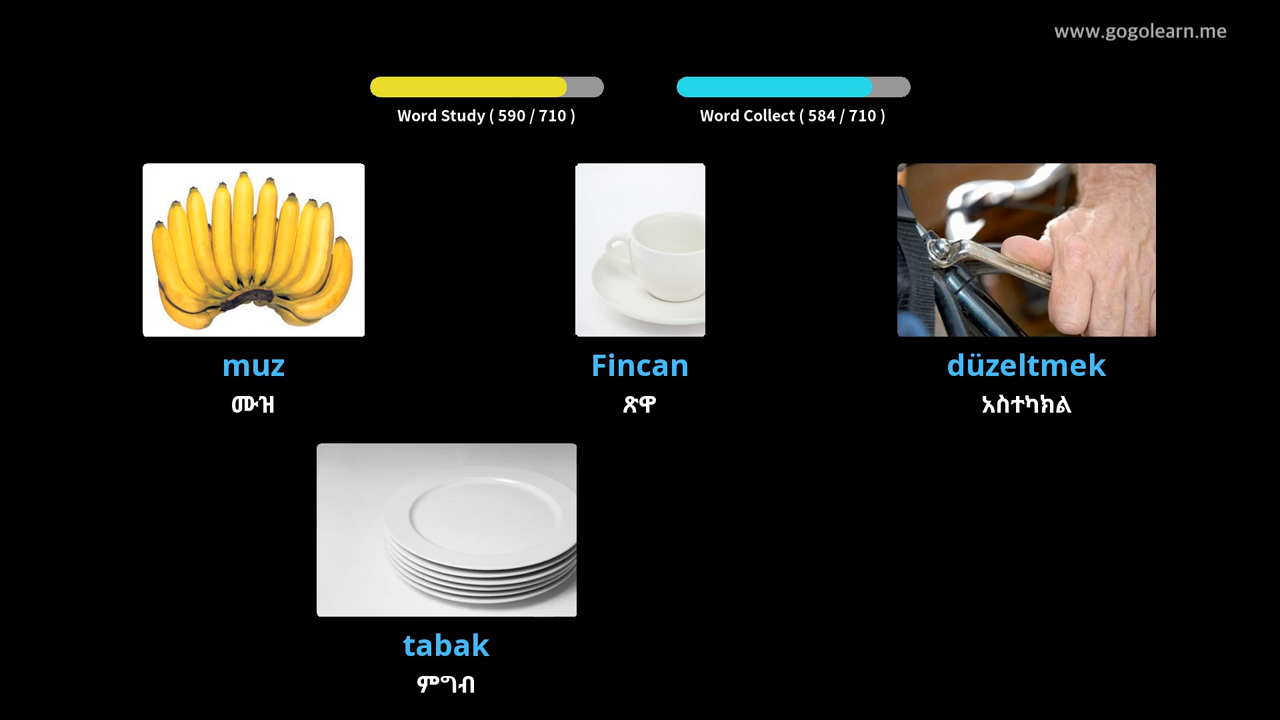 www.gogolearn.me
Word Study ( 590 / 710 )
Word Collect ( 584 / 710 )
muz
ሙዝ
Fincan
ጽዋ
düzeltmek
አስተካክል
tabak
ምግብ